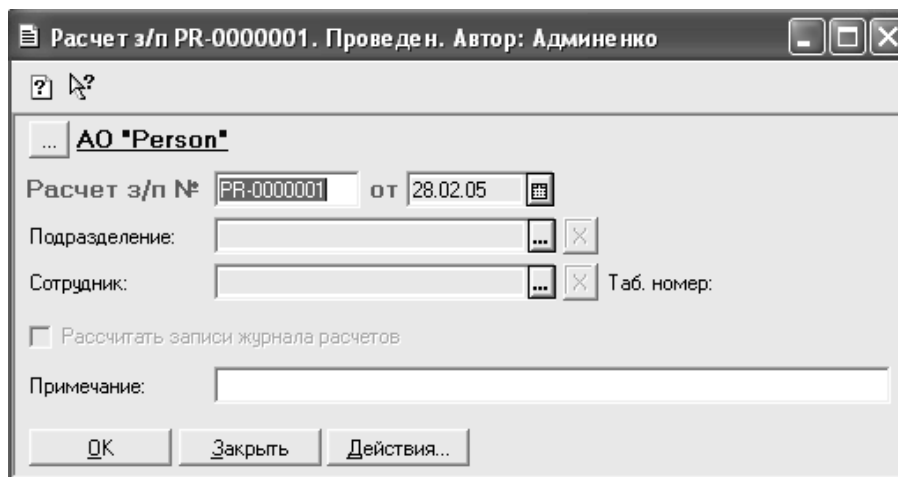 Расчет з/п PR-0000001. Проведен. Автор: Админенко
... АО "Person"
Расчет з/п № PR-0000001 от 28.02.05
Подразделение: ...
Сотрудник: ... Таб. номер:
Рассчитать записи журнала расчетов
Примечание:
OK Закрыть Действия...